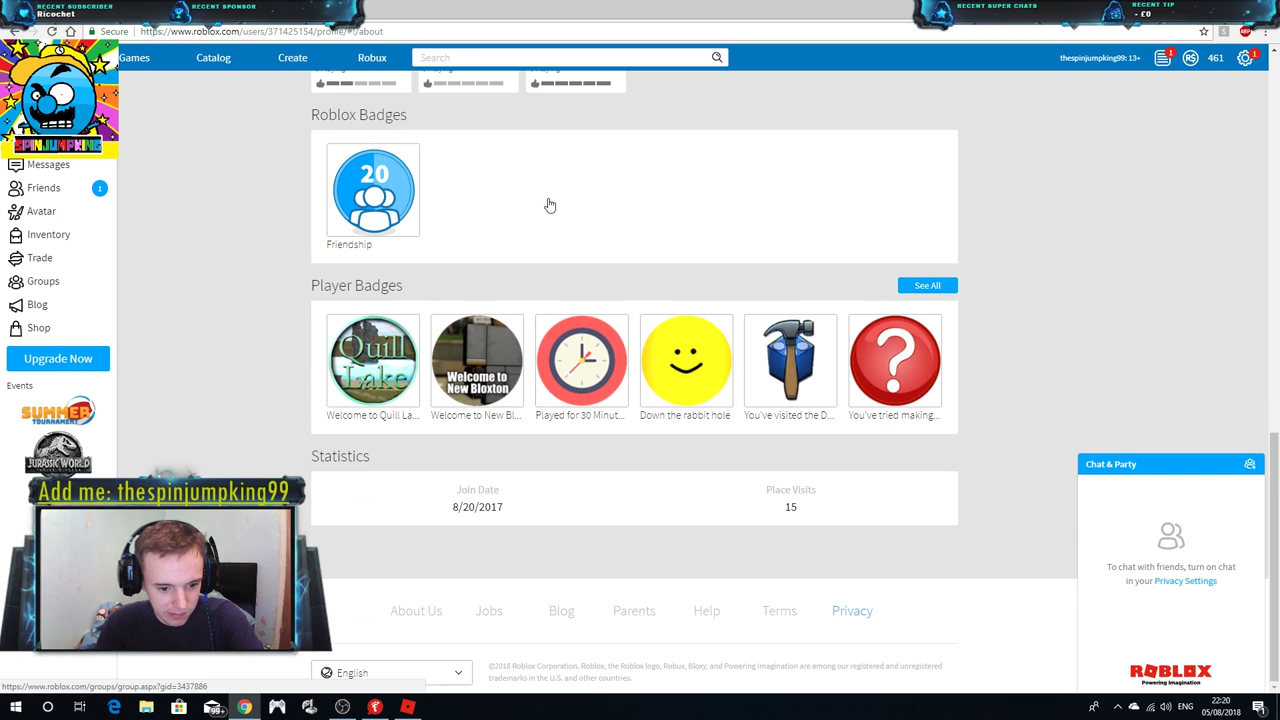 RECENT SUBSCRIBER
Ricochet
RECENT SPONSOR
RECENT SUPER CHATS
RECENT TIP
- £0
Secure
https://www.roblox.com/users/371425154/profile/#!/about
ABP
Games
Catalog
Create
Robux
Search
thespinjumpking99: 13+
1
461
1
SPINJUMPKING
Messages
Friends
1
Avatar
Inventory
Trade
Groups
Blog
Shop
Upgrade Now
Events
SUMMER
TOURNAMENT
JURASSIC WORLD
Roblox Badges
20
Friendship
Player Badges
See All
Quill
Lake
Welcome to
New Bloxton
?
Welcome to Quill La...
Welcome to New Bl...
Played for 30 Minut...
Down the rabbit hole
You've visited the D...
You've tried making...
Statistics
Join Date
8/20/2017
Place Visits
15
Chat & Party
To chat with friends, turn on chat
in your Privacy Settings
Add me: thespinjumpking99
About Us
Jobs
Blog
Parents
Help
Terms
Privacy
English
©2018 Roblox Corporation. Roblox, the Roblox logo, Robux, Bloxy, and Powering Imagination are among our registered and unregistered
trademarks in the U.S. and other countries.
ROBLOX
Powering Imagination
https://www.roblox.com/groups/group.aspx?gid=3437886
99+
ENG
22:20
05/08/2018
1